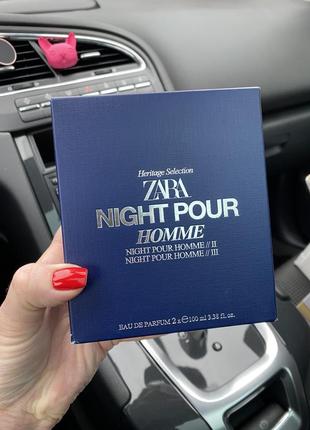 Heritage Selection
ZARA
NIGHT POUR
HOMME
NIGHT POUR HOMME // II
NIGHT POUR HOMME // III
EAU DE PARFUM 2 x ℮ 100 ml 3.38 fl. oz.